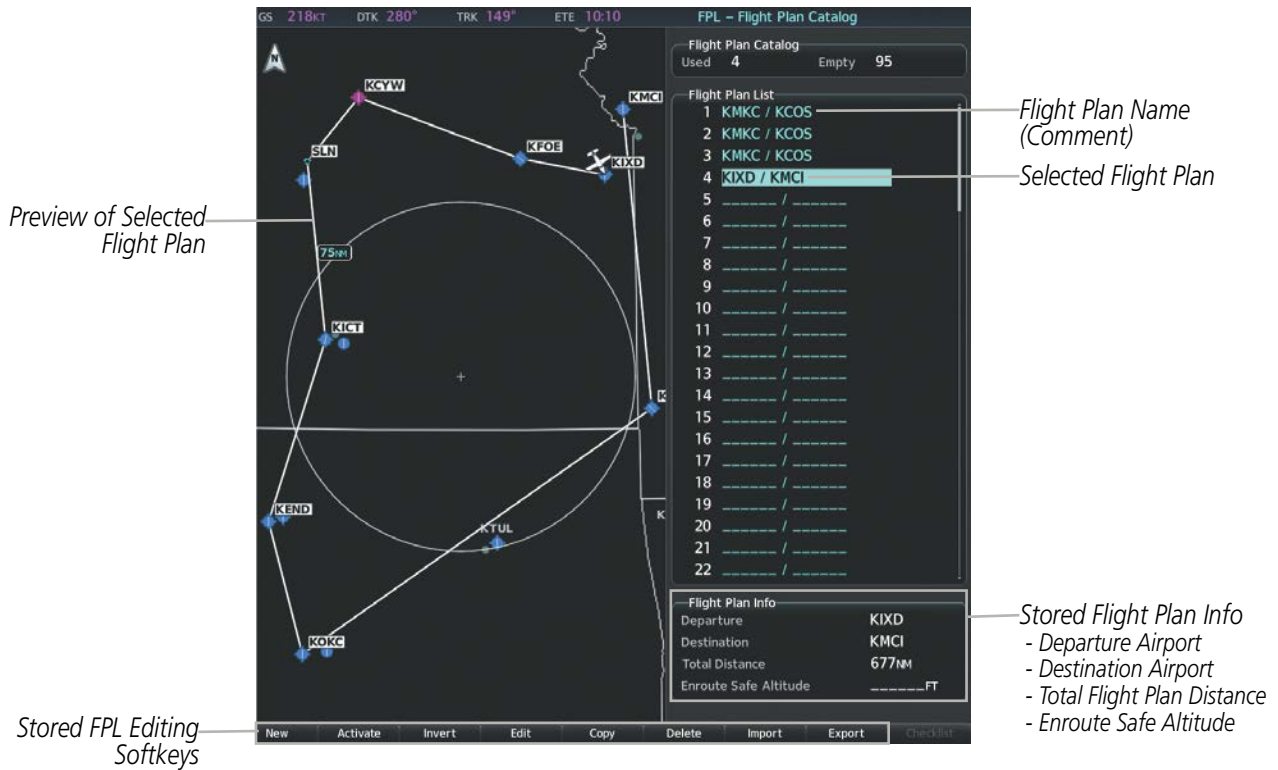 GS 218KT DTK 280° TRK 149° ETE 10:10 FPL – Flight Plan Catalog
Flight Plan Catalog
Used 4 Empty 95
Flight Plan List
1 KMKC / KCOS
2 KMKC / KCOS
3 KMKC / KCOS
4 KIXD / KMCI
5 ______ / ______
6 ______ / ______
7 ______ / ______
8 ______ / ______
9 ______ / ______
10 ______ / ______
11 ______ / ______
12 ______ / ______
13 ______ / ______
14 ______ / ______
15 ______ / ______
16 ______ / ______
17 ______ / ______
18 ______ / ______
19 ______ / ______
20 ______ / ______
21 ______ / ______
22 ______ / ______
Flight Plan Info
Departure KIXD
Destination KMCI
Total Distance 677NM
Enroute Safe Altitude ______FT
N
KCYW
KMCI
SLN
KFOE
KIXD
75NM
KICT
K
KEND
K
KTUL
KOKC
New Activate Invert Edit Copy Delete Import Export Checklist
Preview of Selected
Flight Plan
Stored FPL Editing
Softkeys
Flight Plan Name
(Comment)
Selected Flight Plan
Stored Flight Plan Info
- Departure Airport
- Destination Airport
- Total Flight Plan Distance
- Enroute Safe Altitude